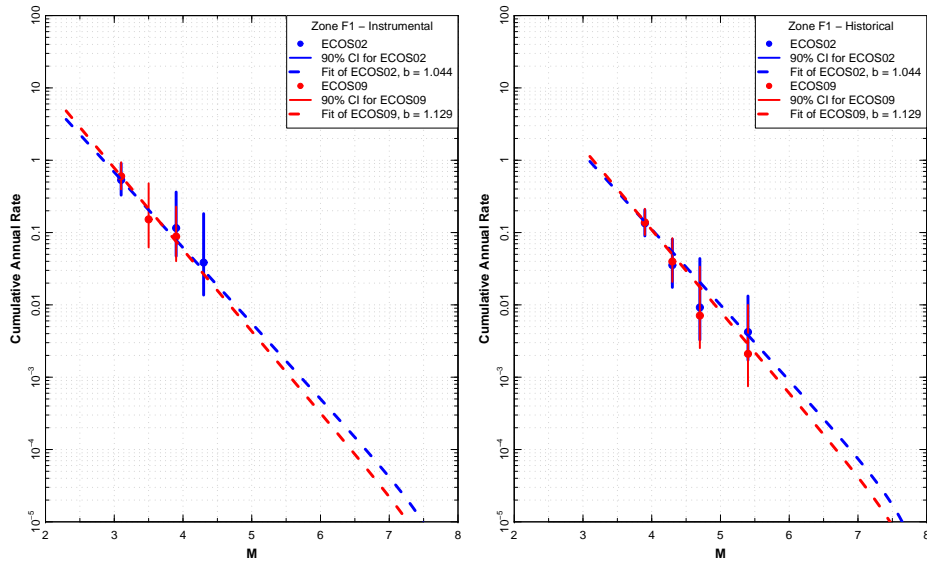 Zone F1 – Instrumental
ECOS02
90% CI for ECOS02
Fit of ECOS02, b = 1.044
ECOS09
90% CI for ECOS09
Fit of ECOS09, b = 1.129
100
10
1
0.1
0.01
10⁻³
10⁻⁴
10⁻⁵
Cumulative Annual Rate
2 3 4 5 6 7 8
M
Zone F1 – Historical
ECOS02
90% CI for ECOS02
Fit of ECOS02, b = 1.044
ECOS09
90% CI for ECOS09
Fit of ECOS09, b = 1.129
100
10
1
0.1
0.01
10⁻³
10⁻⁴
10⁻⁵
Cumulative Annual Rate
2 3 4 5 6 7 8
M